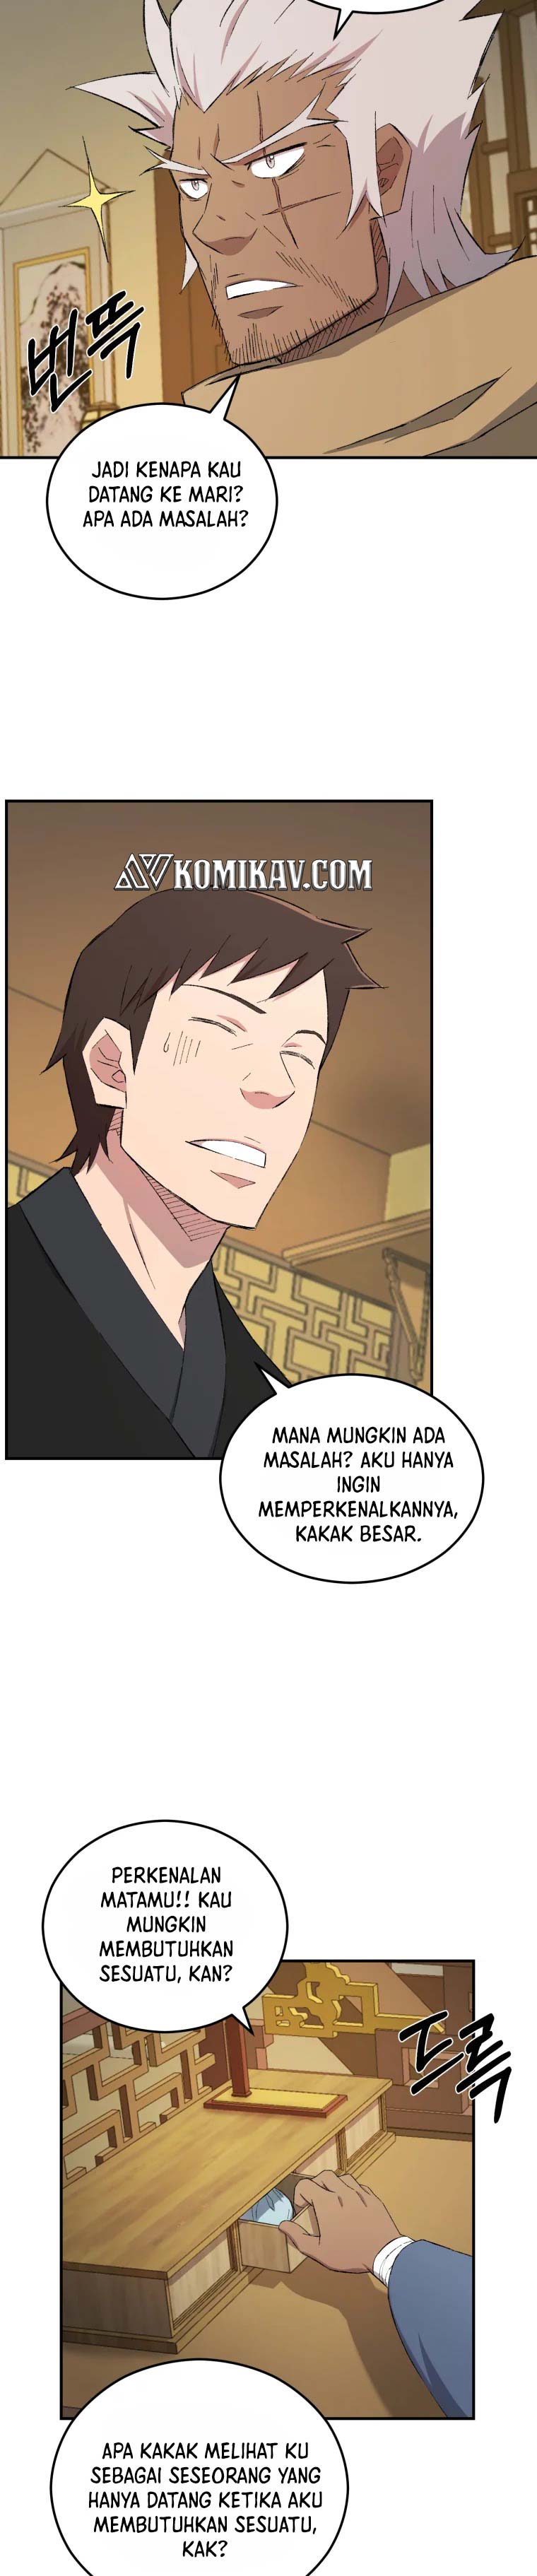 번뜩
JADI KENAPA KAU
DATANG KE MARI?
APA ADA MASALAH?
KOMIKAV.COM
MANA MUNGKIN ADA
MASALAH? AKU HANYA
INGIN
MEMPERKENALKANNYA,
KAKAK BESAR.
PERKENALAN
MATAMU!! KAU
MUNGKIN
MEMBUTUHKAN
SESUATU, KAN?
드륵
APA KAKAK MELIHAT KU
SEBAGAI SESEORANG YANG
HANYA DATANG KETIKA AKU
MEMBUTUHKAN SESUATU,
KAK?